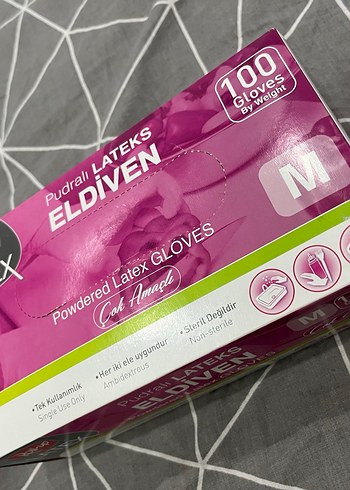 100
Gloves
By Weight
Pudralı LATEKS
ELDİVEN
M
Powdered Latex GLOVES
Çok Amaçlı
• Tek Kullanımlık
Single Use Only
• Her iki ele uygundur
Ambidextrous
• Steril Değildir
Non-sterile
Pudralı LATEKS
ELDİVEN
M